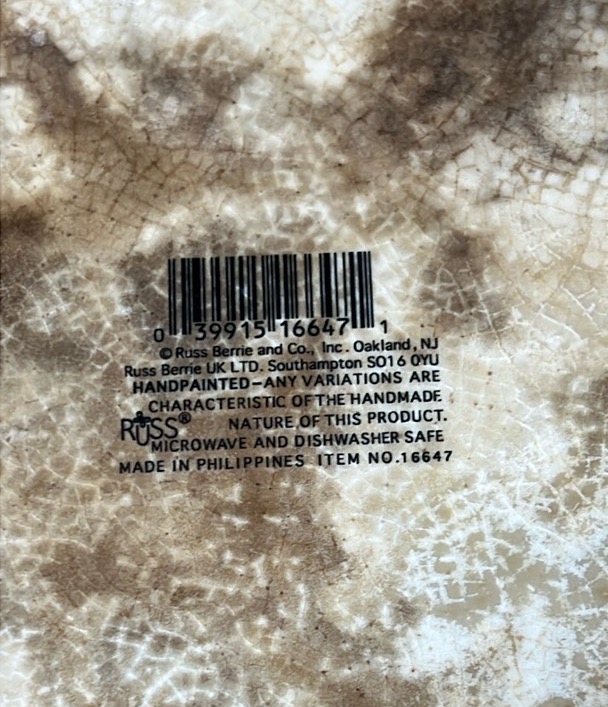 0 39915 16647 1
© Russ Berrie and Co., Inc. Oakland, NJ
Russ Berrie UK LTD. Southampton SO16 0YU
HANDPAINTED–ANY VARIATIONS ARE
CHARACTERISTIC OF THE HANDMADE
RUSS® NATURE OF THIS PRODUCT.
MICROWAVE AND DISHWASHER SAFE
MADE IN PHILIPPINES ITEM NO.16647